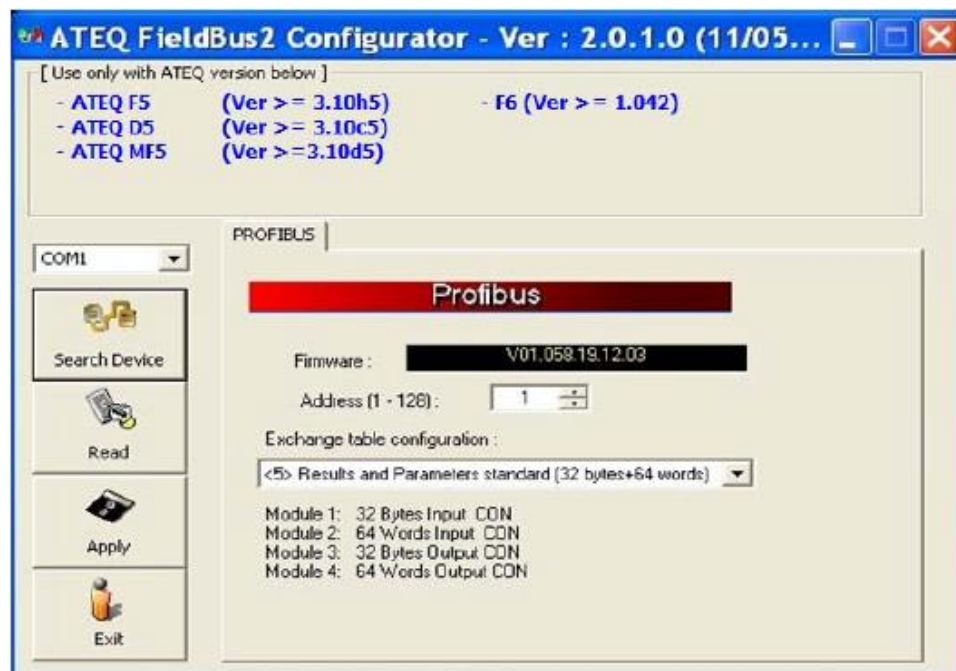 ATEQ FieldBus2 Configurator - Ver : 2.0.1.0 (11/05...
[ Use only with ATEQ version below ]
- ATEQ F5 (Ver >= 3.10h5) - F6 (Ver >= 1.042)
- ATEQ D5 (Ver >= 3.10c5)
- ATEQ MF5 (Ver >=3.10d5)
COM1
PROFIBUS
Profibus
Search Device
Firmware : V01.058.19.12.03
Address (1 - 128) : 1
Read
Exchange table configuration :
<5> Results and Parameters standard (32 bytes+64 words)
Apply
Module 1: 32 Bytes Input CON
Module 2: 64 Words Input CON
Module 3: 32 Bytes Output CON
Module 4: 64 Words Output CON
Exit